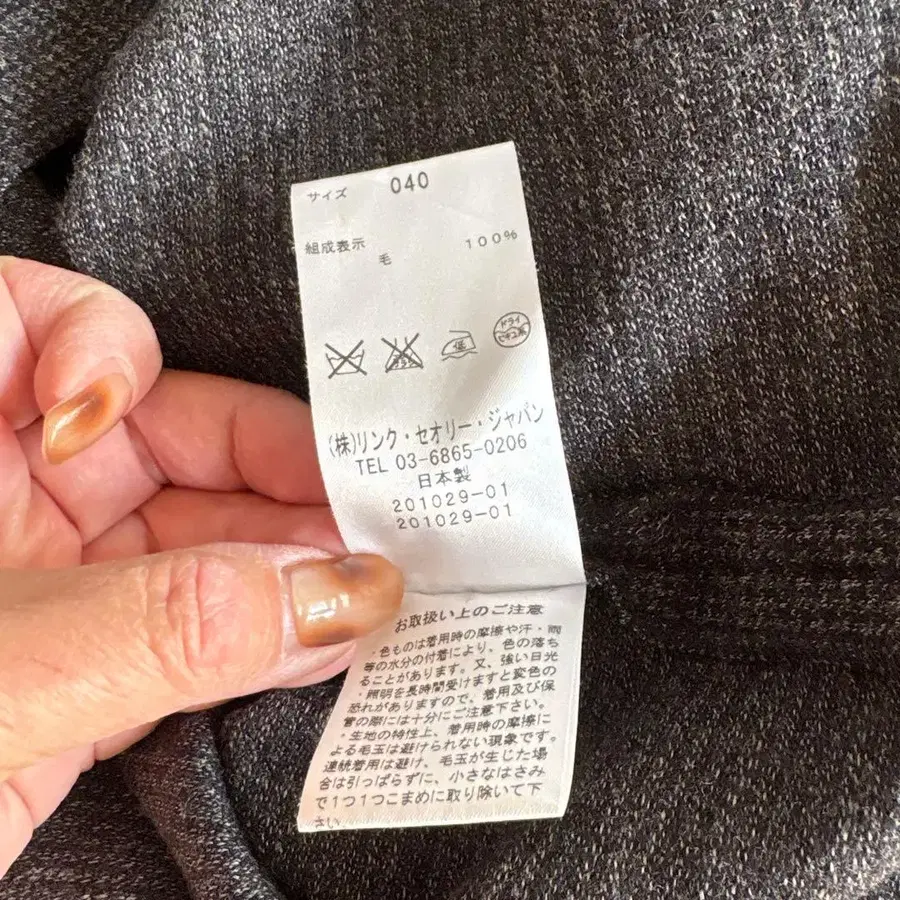 サイズ 040
組成表示
毛 100%
低
ドライ
セキユ系
(株)リンク・セオリー・ジャパン
TEL 03-6865-0206
日本製
201029-01
201029-01
お取扱い上のご注意
・色ものは着用時の摩擦や汗・雨
等の水分の付着により、色の落ち
ることがあります。又、強い日光
・照明を長時間受けますと変色の
恐れがありますので、着用及び保
管の際には十分にご注意下さい。
・生地の特性上、着用時の摩擦に
よる毛玉は避けられない現象です。
連続着用は避け、毛玉が生じた場
合は引っぱらずに、小さなはさみ
で1つ1つこまめに取り除いて下
さい